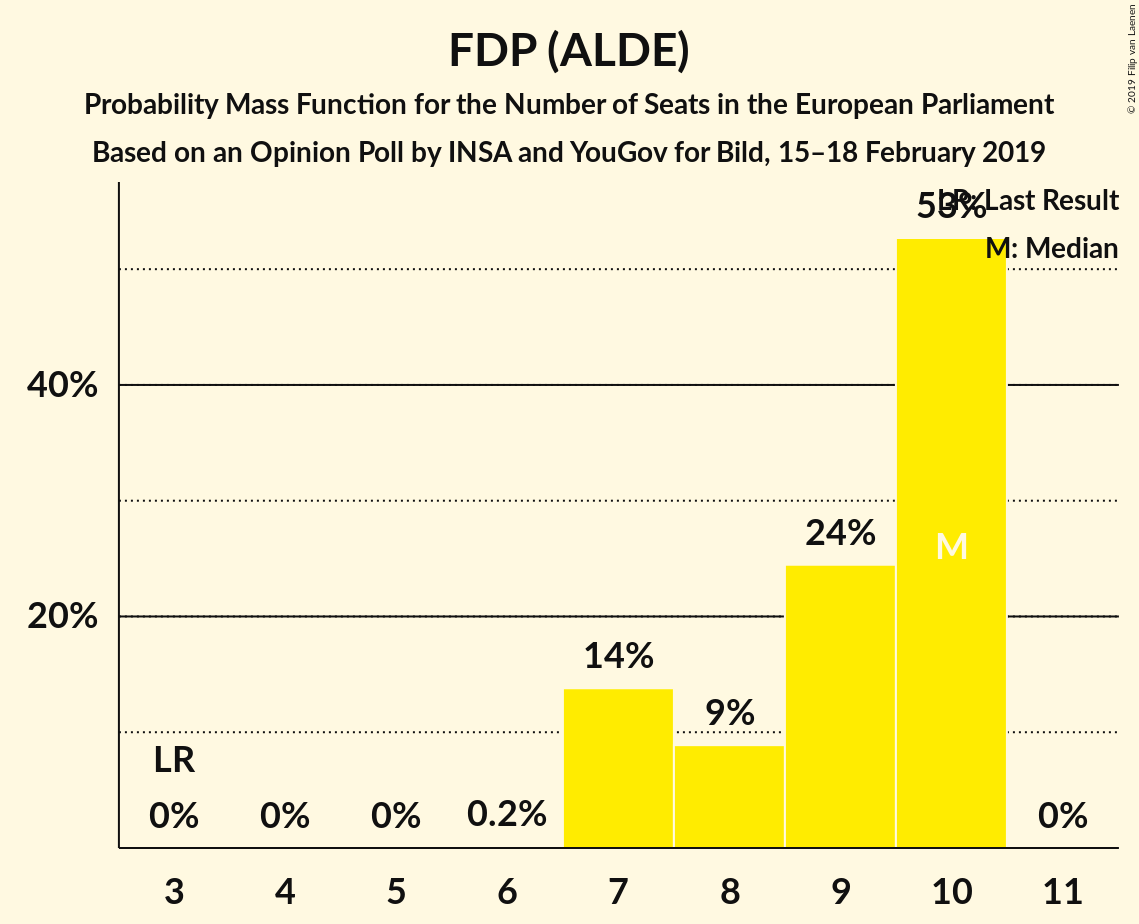 FDP (ALDE)
Probability Mass Function for the Number of Seats in the European Parliament
Based on an Opinion Poll by INSA and YouGov for Bild, 15–18 February 2019
© 2019 Filip van Laenen
LR: Last Result
M: Median
53%
40%
24%
M
20%
14%
9%
LR
0%
0%
0%
0.2%
0%
3
4
5
6
7
8
9
10
11